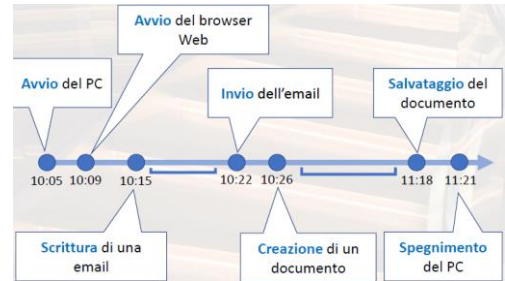 Avvio del browser
Web
Avvio del PC
Invio dell'email
Salvataggio del
documento
10:05 10:09 10:15 10:22 10:26 11:18 11:21
Scrittura di una
email
Creazione di un
documento
Spegnimento
del PC